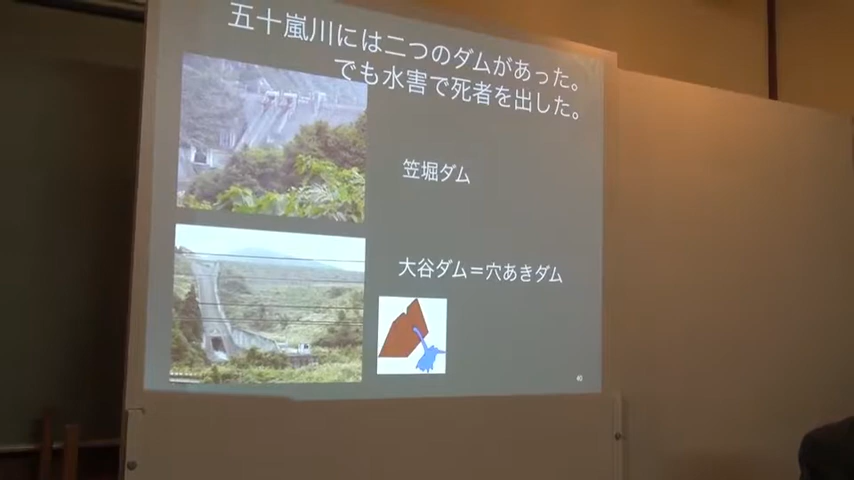 五十嵐川には二つのダムがあった。
でも水害で死者を出した。
笠堀ダム
大谷ダム＝穴あきダム